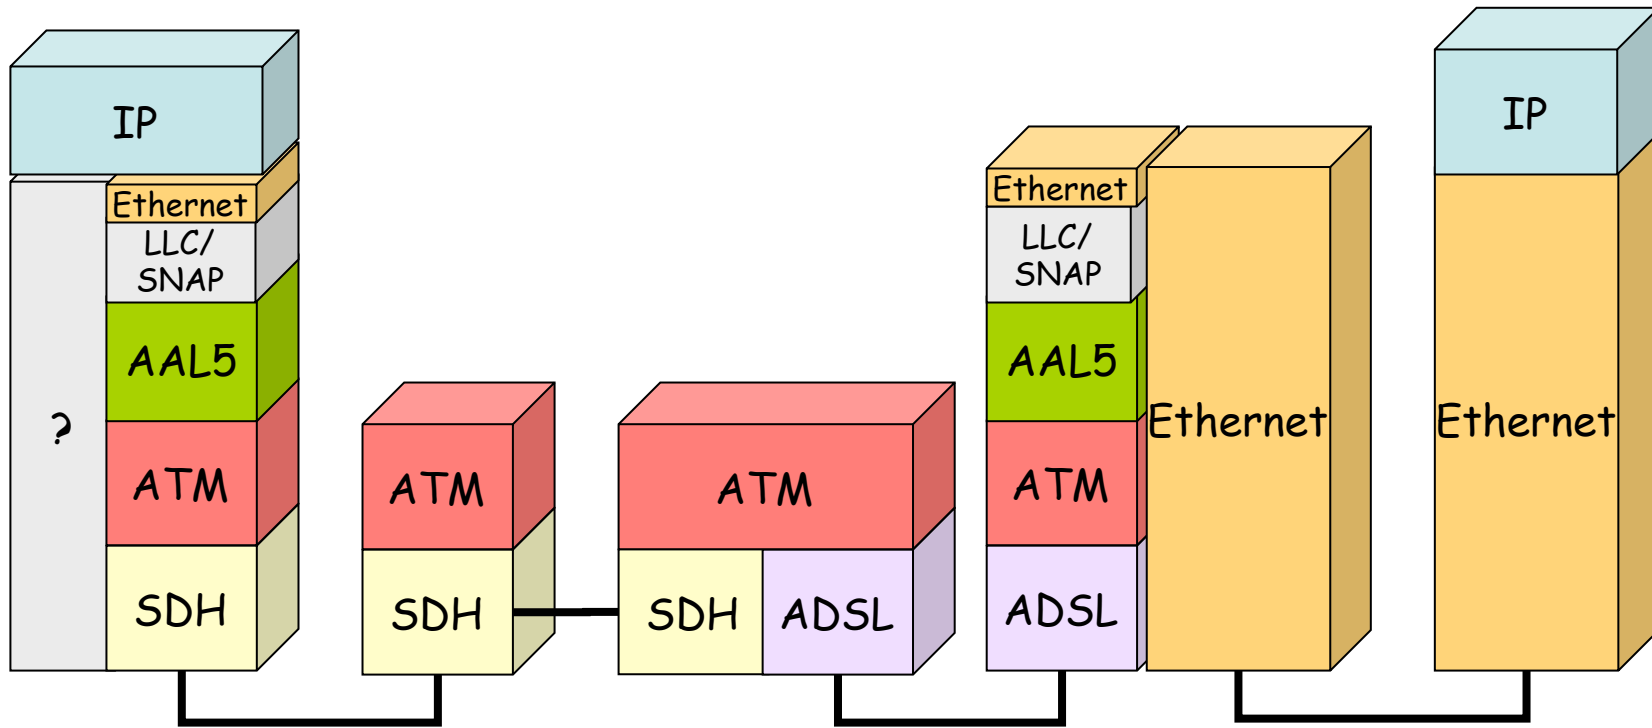 IP
Ethernet
LLC/
SNAP
AAL5
?
ATM
SDH
ATM
SDH
ATM
SDH
ADSL
Ethernet
LLC/
SNAP
AAL5
ATM
ADSL
Ethernet
IP
Ethernet